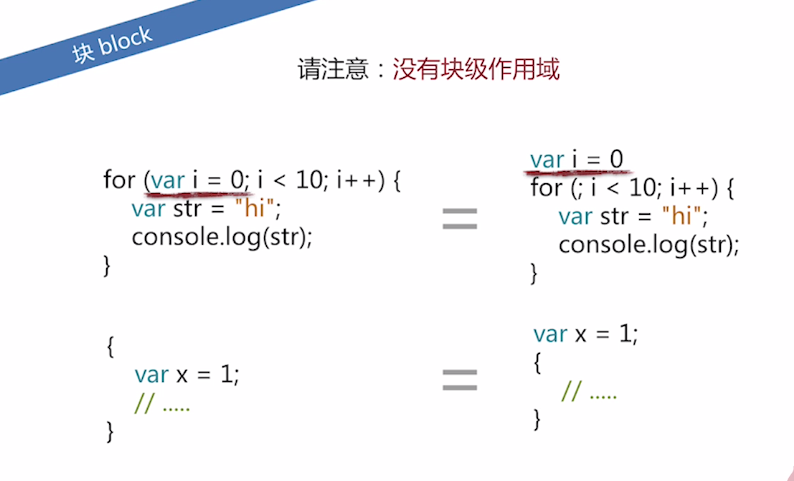 块 block
请注意：没有块级作用域
for (var i = 0; i < 10; i++) {
var str = "hi";
console.log(str);
}
=
var i = 0
for (; i < 10; i++) {
var str = "hi";
console.log(str);
}
{
var x = 1;
// .....
}
=
var x = 1;
{
// .....
}